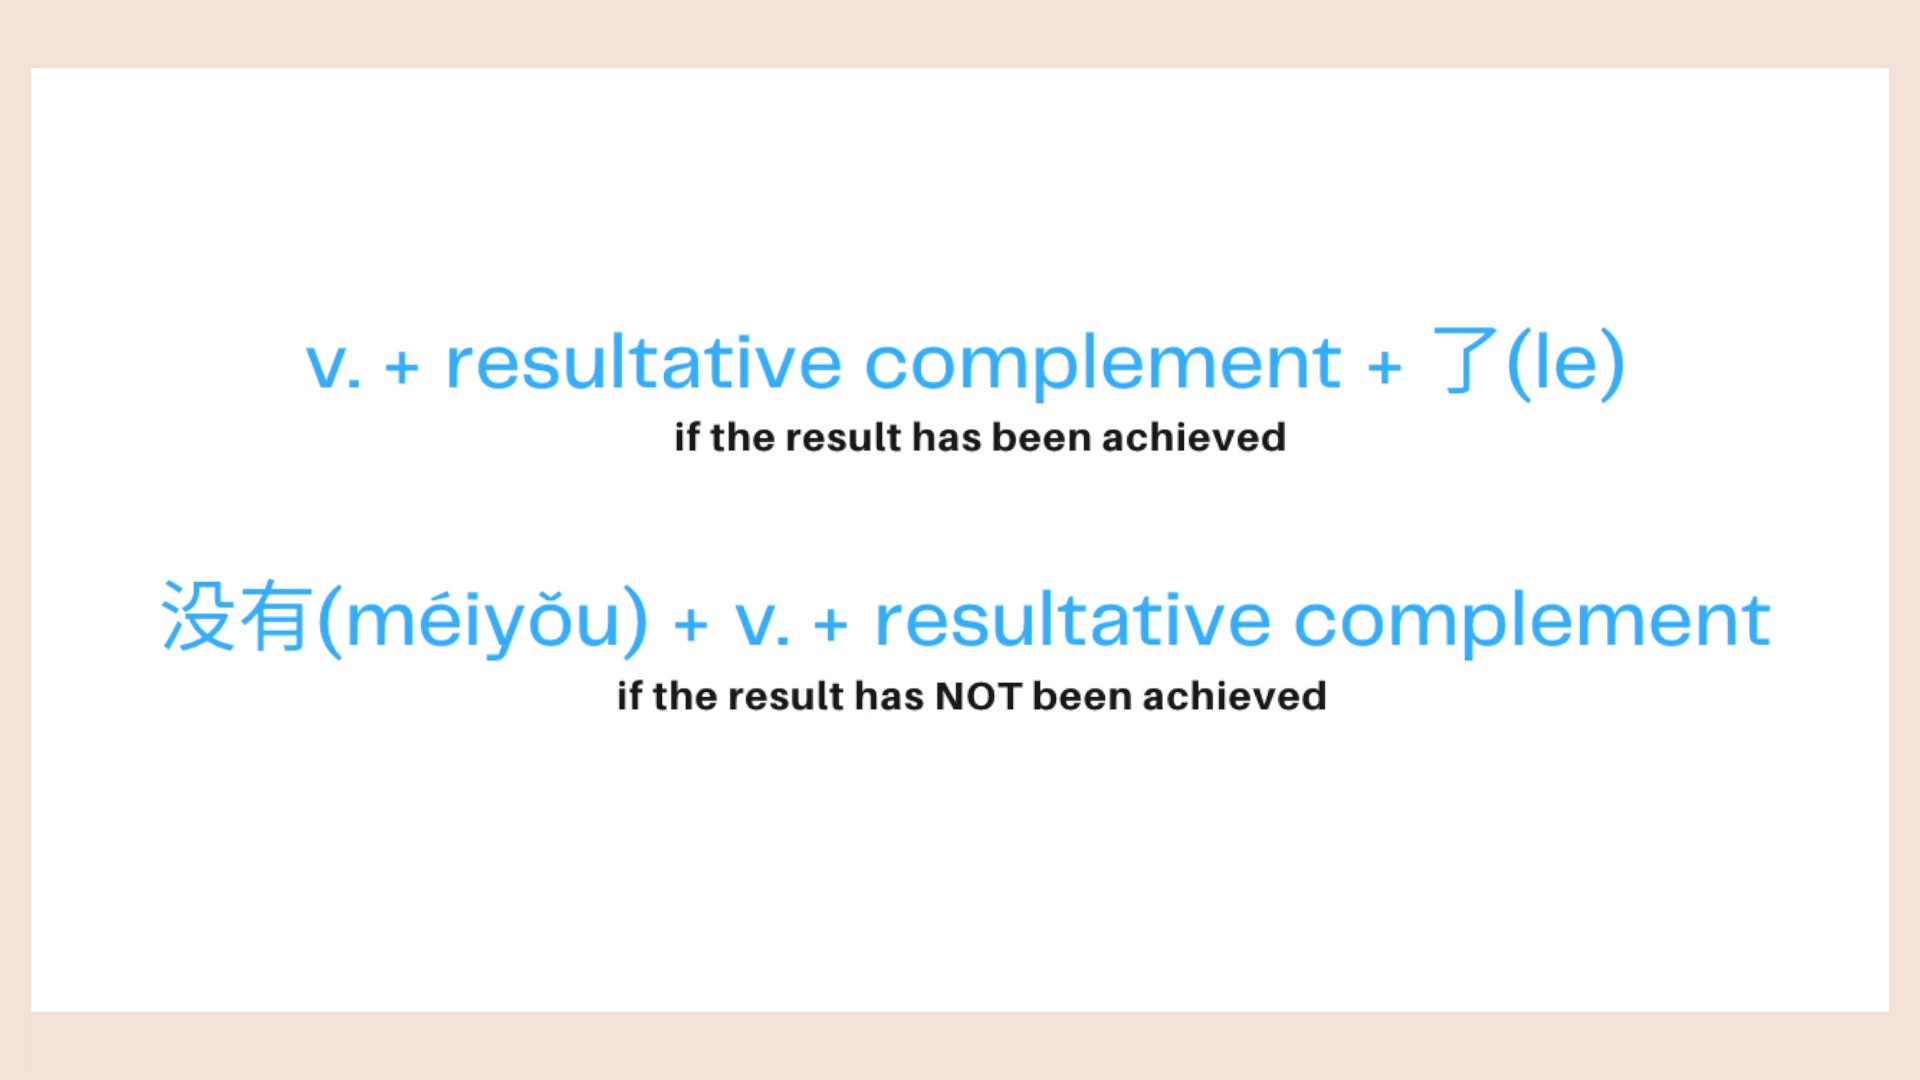 v. + resultative complement + 了(le)
if the result has been achieved
没有(méiyǒu) + v. + resultative complement
if the result has NOT been achieved